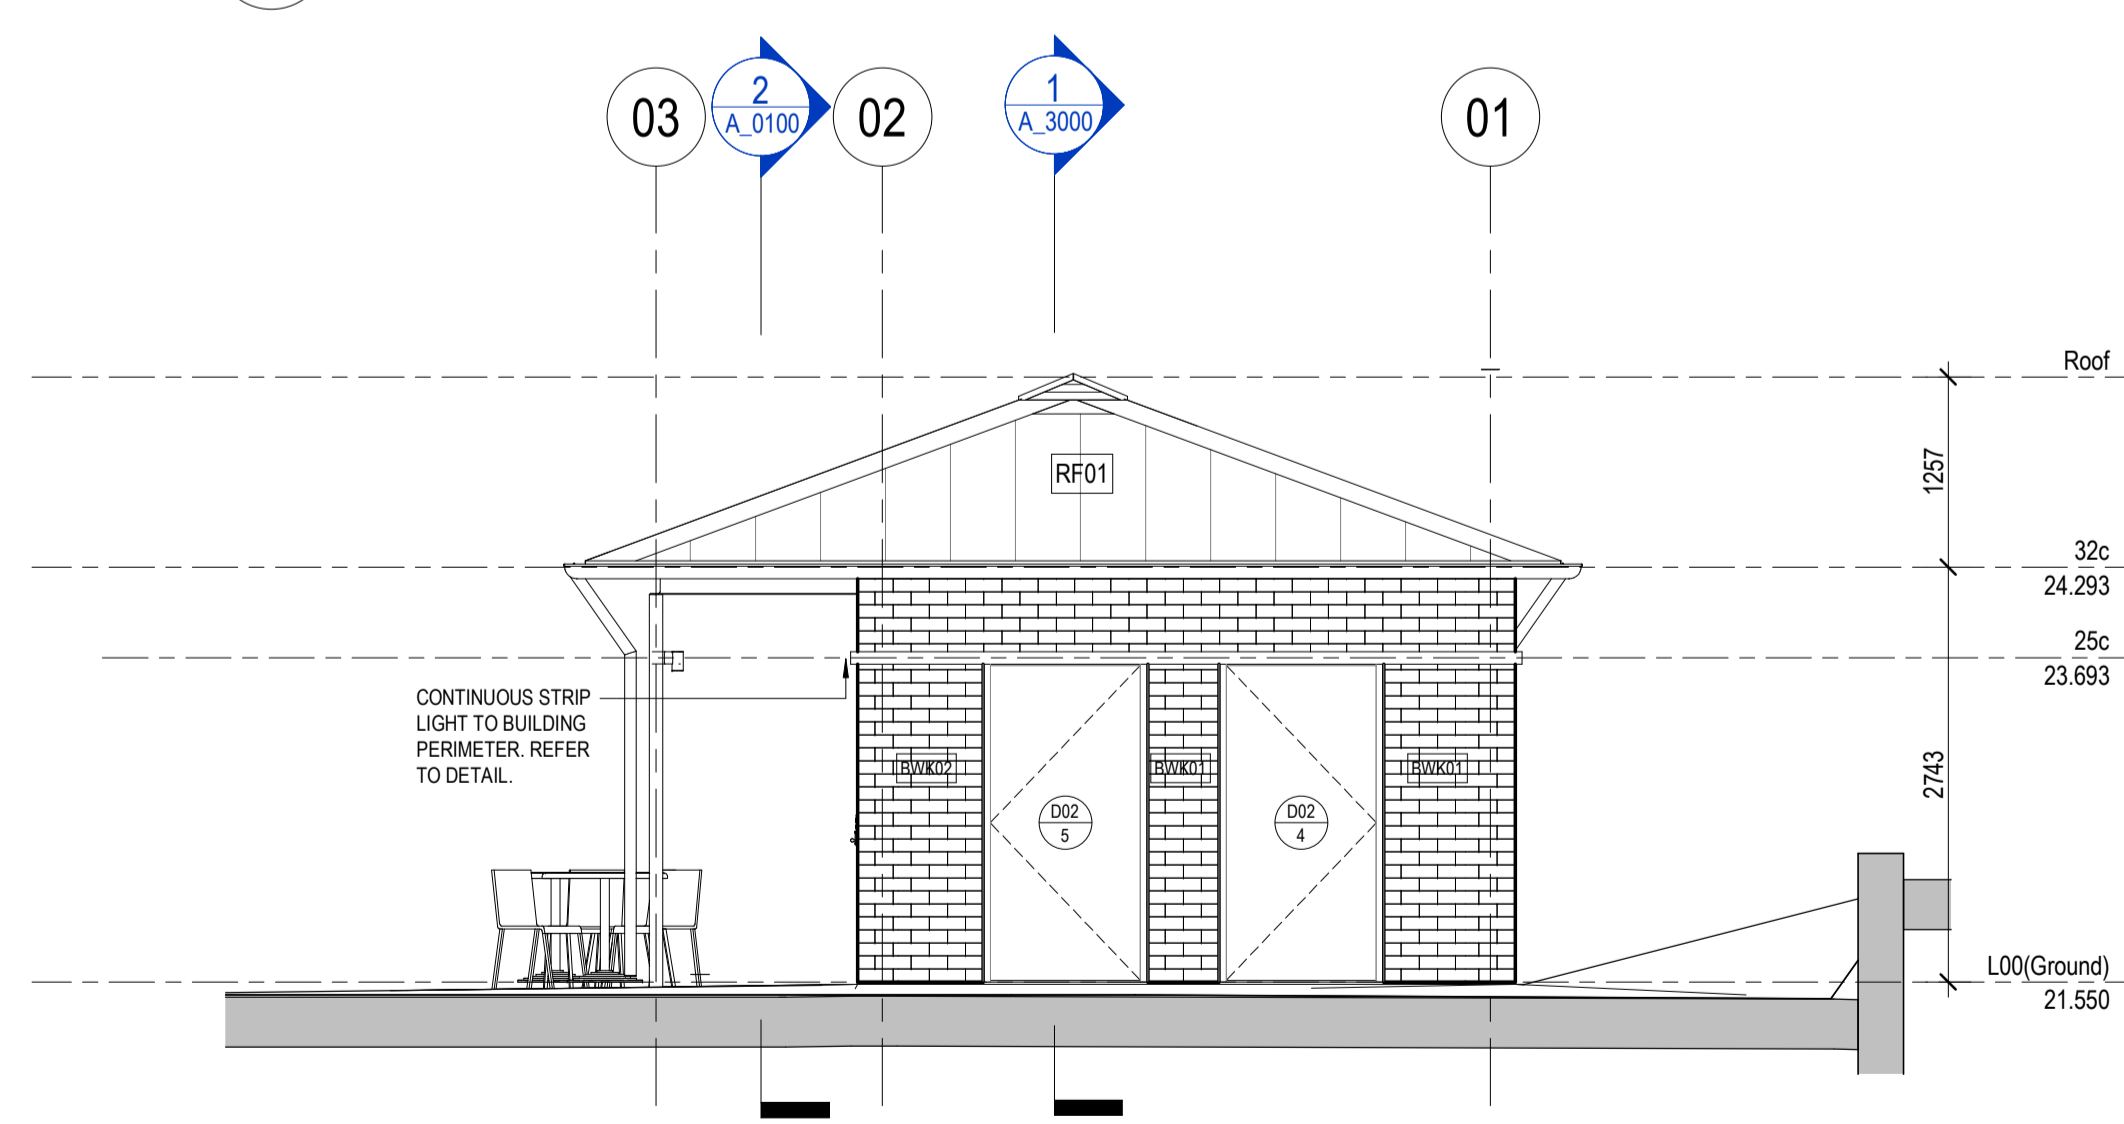 03
2
A_0100
02
1
A_3000
01
Roof
1257
RF01
32c
24.293
25c
23.693
CONTINUOUS STRIP
LIGHT TO BUILDING
PERIMETER. REFER
TO DETAIL.
2743
BWK02
BWK01
BWK01
D02
5
D02
4
L00(Ground)
21.550